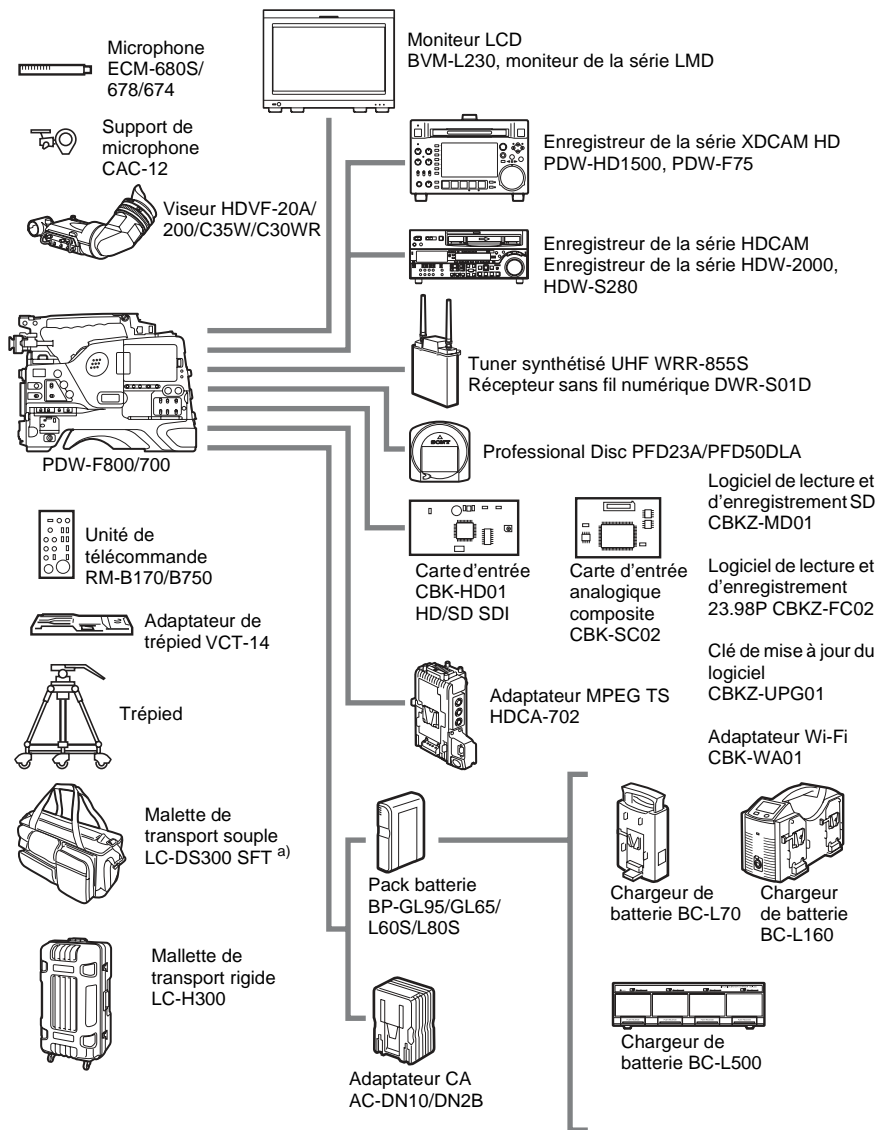 Microphone
ECM-680S/
678/674
Support de
microphone
CAC-12
Viseur HDVF-20A/
200/C35W/C30WR
PDW-F800/700
Unité de
télécommande
RM-B170/B750
Adaptateur de
trépied VCT-14
Trépied
Malette de
transport souple
LC-DS300 SFT a)
Mallette de
transport rigide
LC-H300
Moniteur LCD
BVM-L230, moniteur de la série LMD
Enregistreur de la série XDCAM HD
PDW-HD1500, PDW-F75
Enregistreur de la série HDCAM
Enregistreur de la série HDW-2000,
HDW-S280
Tuner synthétisé UHF WRR-855S
Récepteur sans fil numérique DWR-S01D
SONY
Professional Disc PFD23A/PFD50DLA
Carte d'entrée
CBK-HD01
HD/SD SDI
Carte d'entrée
analogique
composite
CBK-SC02
Logiciel de lecture et
d'enregistrement SD
CBKZ-MD01
Logiciel de lecture et
d'enregistrement
23.98P CBKZ-FC02
Clé de mise à jour du
logiciel
CBKZ-UPG01
Adaptateur Wi-Fi
CBK-WA01
Adaptateur MPEG TS
HDCA-702
Pack batterie
BP-GL95/GL65/
L60S/L80S
Adaptateur CA
AC-DN10/DN2B
Chargeur de
batterie BC-L70
Chargeur
de batterie
BC-L160
Chargeur de
batterie BC-L500